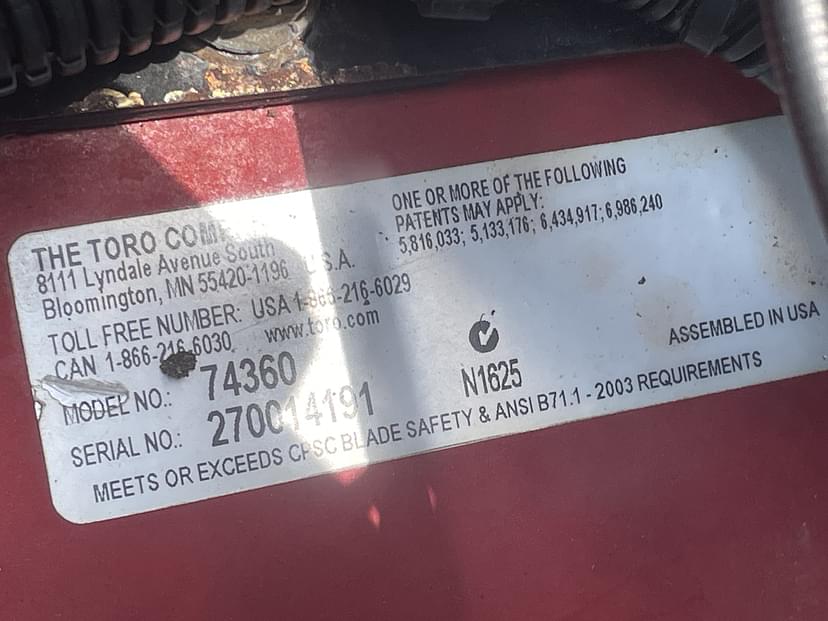 THE TORO COM
8111 Lyndale Avenue South
Bloomington, MN 55420-1196 U.S.A.
TOLL FREE NUMBER: USA 1-866-216-6029
CAN 1-866-216-6030 www.toro.com
MODEL NO.: 74360
SERIAL NO.: 270014191
ONE OR MORE OF THE FOLLOWING
PATENTS MAY APPLY:
5,816,033; 5,133,176; 6,434,917; 6,986,240
N1625
ASSEMBLED IN USA
MEETS OR EXCEEDS CPSC BLADE SAFETY & ANSI B71.1 - 2003 REQUIREMENTS